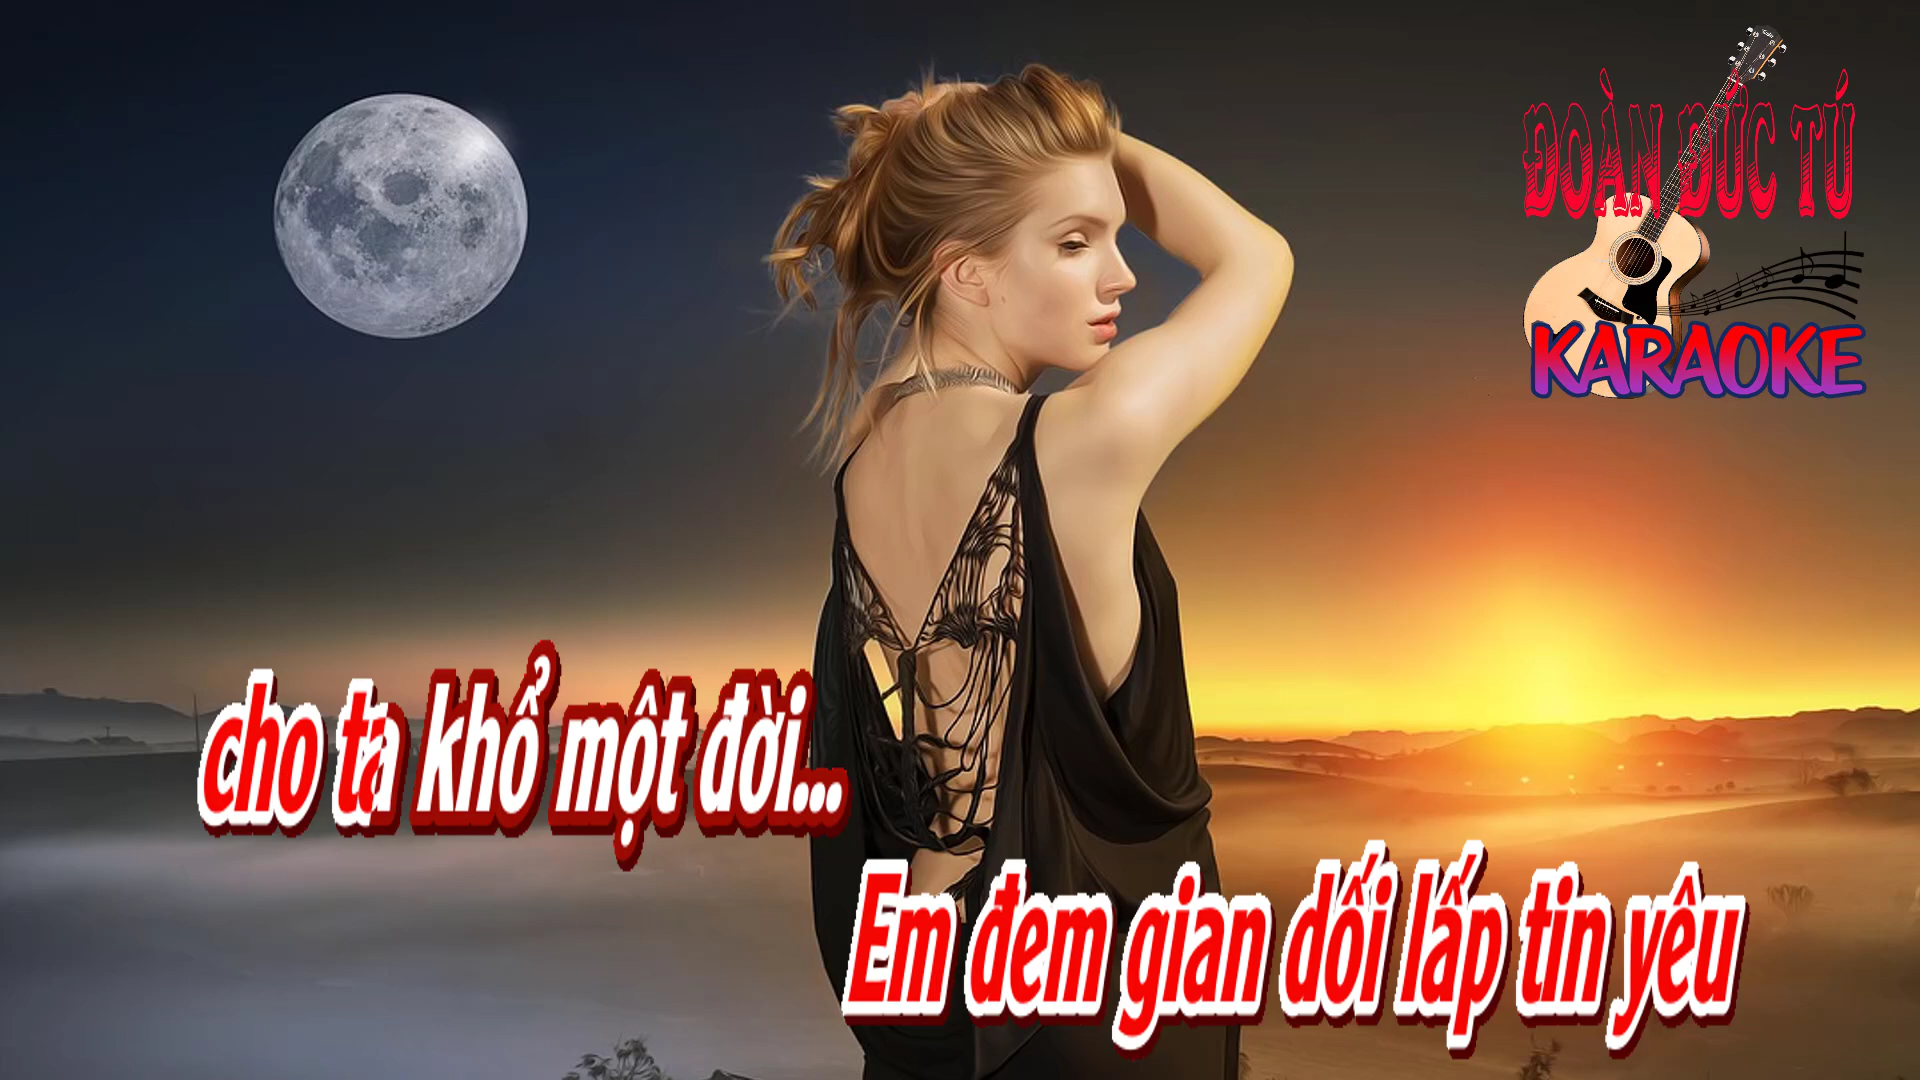 ĐOÀN ĐỨC TÚ
KARAOKE
cho ta khổ một đời...
Em đem gian dối lấp tin yêu